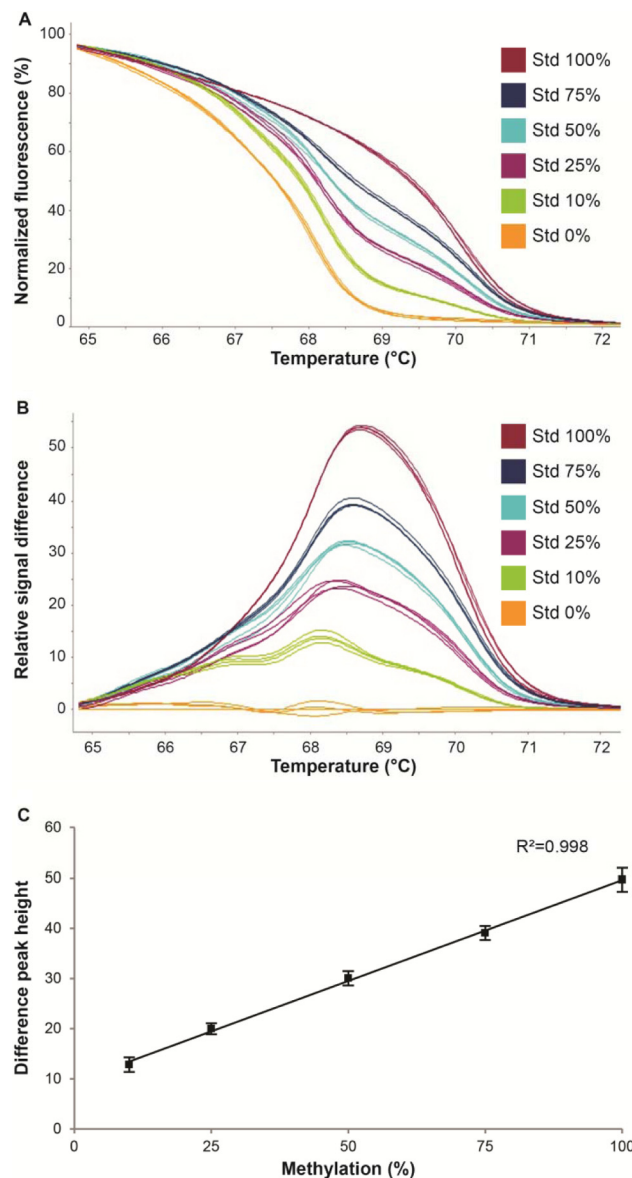 A
Normalized fluorescence (%)
100
80
60
40
20
0
Std 100%
Std 75%
Std 50%
Std 25%
Std 10%
Std 0%
65 66 67 68 69 70 71 72
Temperature (°C)
B
Relative signal difference
50
40
30
20
10
0
Std 100%
Std 75%
Std 50%
Std 25%
Std 10%
Std 0%
65 66 67 68 69 70 71 72
Temperature (°C)
C
Difference peak height
60
50
40
30
20
10
0
R²=0.998
0 25 50 75 100
Methylation (%)